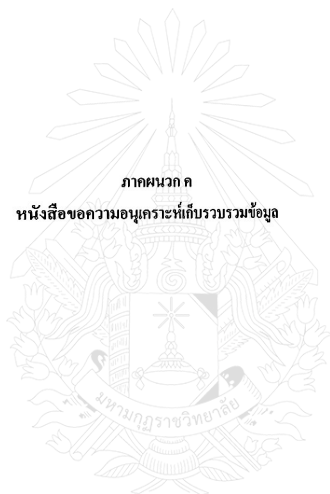 ภาคผนวก ค
หนังสือขอความอนุเคราะห์เก็บรวบรวมข้อมูล
มหามกุฏราชวิทยาลัย